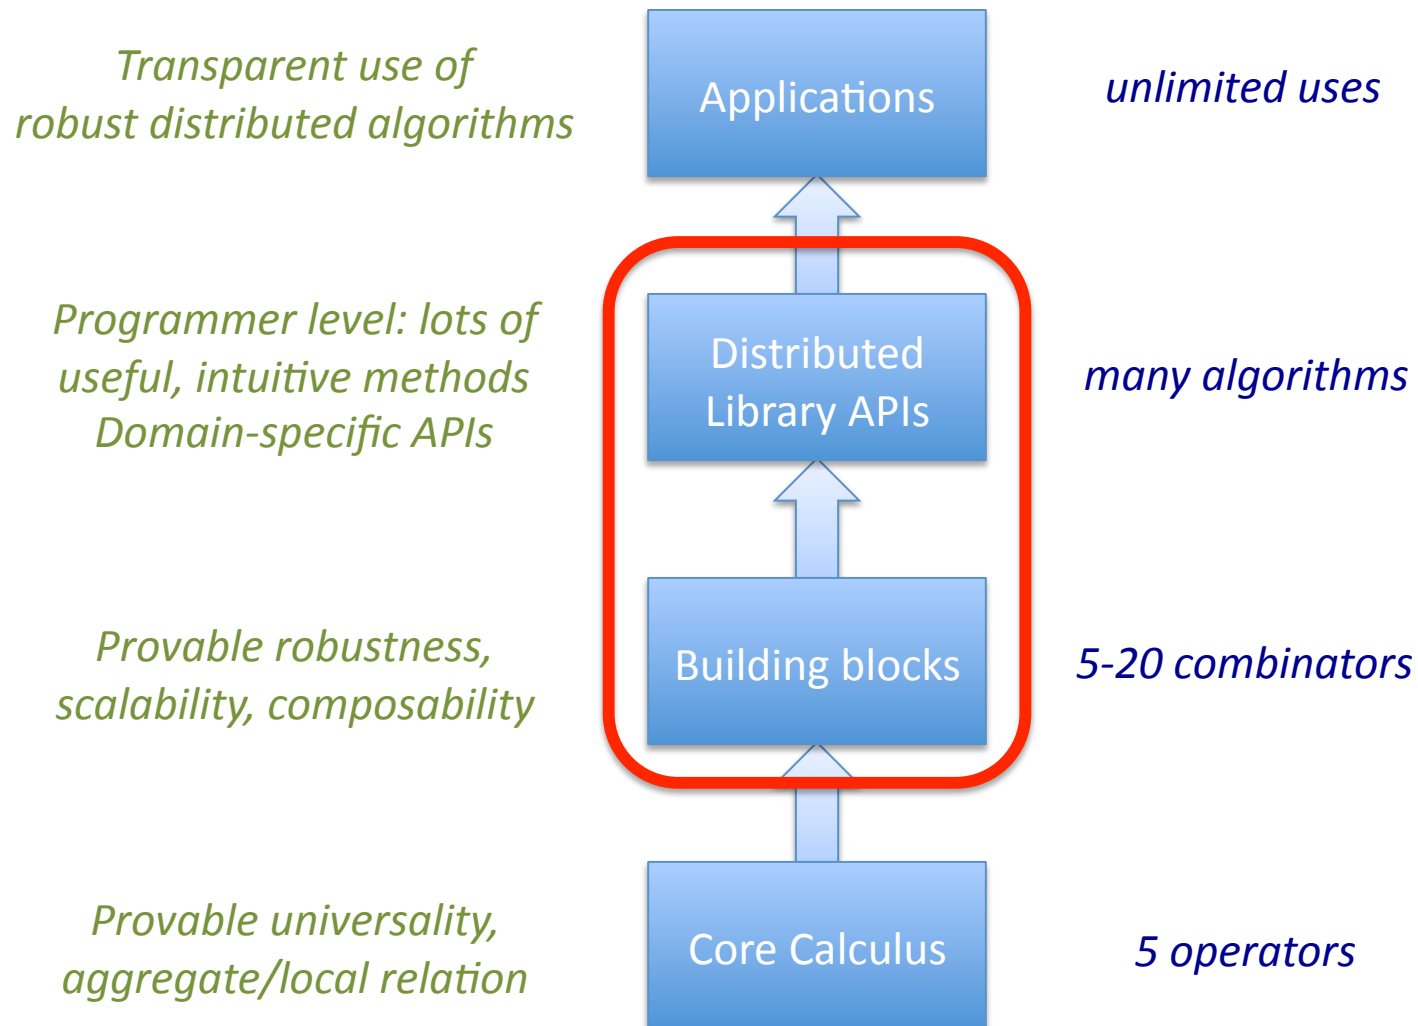 Transparent use of
robust distributed algorithms
Applications
unlimited uses
Programmer level: lots of
useful, intuitive methods
Domain-specific APIs
Distributed
Library APIs
many algorithms
Provable robustness,
scalability, composability
Building blocks
5-20 combinators
Provable universality,
aggregate/local relation
Core Calculus
5 operators